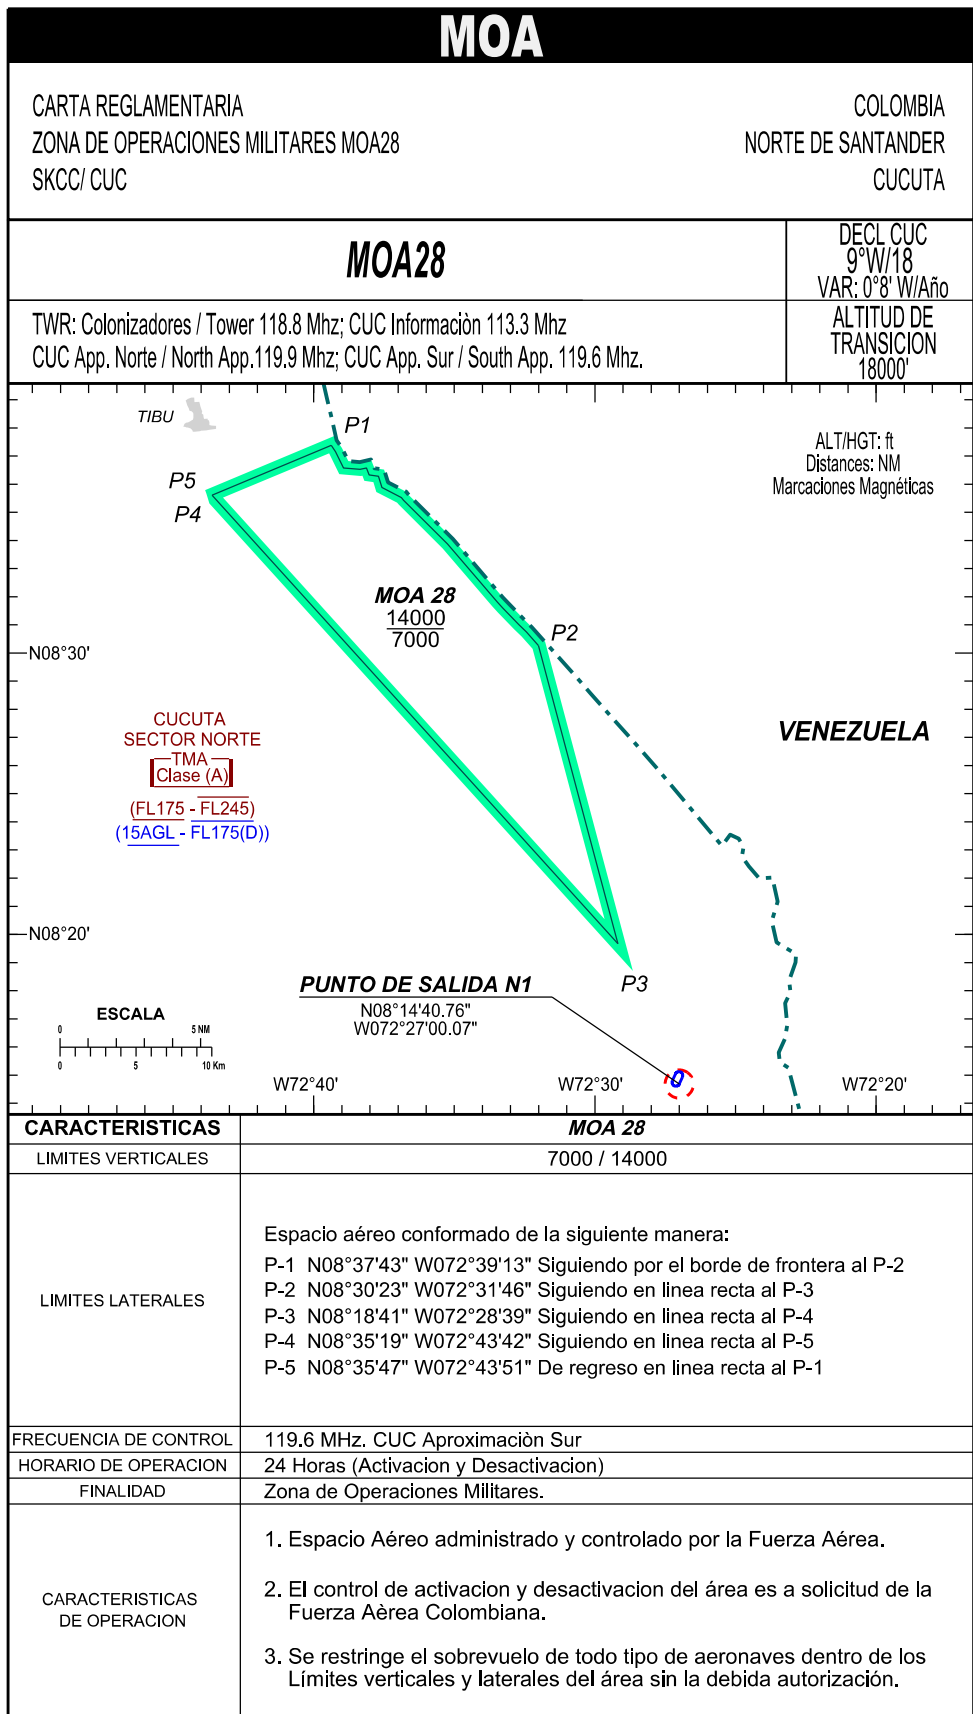 MOA
CARTA REGLAMENTARIA
ZONA DE OPERACIONES MILITARES MOA28
SKCC/ CUC
COLOMBIA
NORTE DE SANTANDER
CUCUTA
MOA28
DECL CUC
9°W/18
VAR: 0°8' W/Año
TWR: Colonizadores / Tower 118.8 Mhz; CUC Informaciòn 113.3 Mhz
CUC App. Norte / North App.119.9 Mhz; CUC App. Sur / South App. 119.6 Mhz.
ALTITUD DE
TRANSICION
18000'
TIBU
P1
ALT/HGT: ft
Distances: NM
Marcaciones Magnéticas
P5
P4
MOA 28
14000
7000
P2
N08°30'
CUCUTA
SECTOR NORTE
TMA
Clase (A)
(FL175 - FL245)
(15AGL - FL175(D))
VENEZUELA
N08°20'
P3
PUNTO DE SALIDA N1
N08°14'40.76"
W072°27'00.07"
ESCALA
0 5 NM
0 5 10 Km
W72°40'
W72°30'
W72°20'
CARACTERISTICAS
MOA 28
LIMITES VERTICALES
7000 / 14000
LIMITES LATERALES
Espacio aéreo conformado de la siguiente manera:
P-1 N08°37'43" W072°39'13" Siguiendo por el borde de frontera al P-2
P-2 N08°30'23" W072°31'46" Siguiendo en linea recta al P-3
P-3 N08°18'41" W072°28'39" Siguiendo en linea recta al P-4
P-4 N08°35'19" W072°43'42" Siguiendo en linea recta al P-5
P-5 N08°35'47" W072°43'51" De regreso en linea recta al P-1
FRECUENCIA DE CONTROL
119.6 MHz. CUC Aproximaciòn Sur
HORARIO DE OPERACION
24 Horas (Activacion y Desactivacion)
FINALIDAD
Zona de Operaciones Militares.
CARACTERISTICAS
DE OPERACION
1. Espacio Aéreo administrado y controlado por la Fuerza Aérea.
2. El control de activacion y desactivacion del área es a solicitud de la
Fuerza Aèrea Colombiana.
3. Se restringe el sobrevuelo de todo tipo de aeronaves dentro de los
Límites verticales y laterales del área sin la debida autorización.